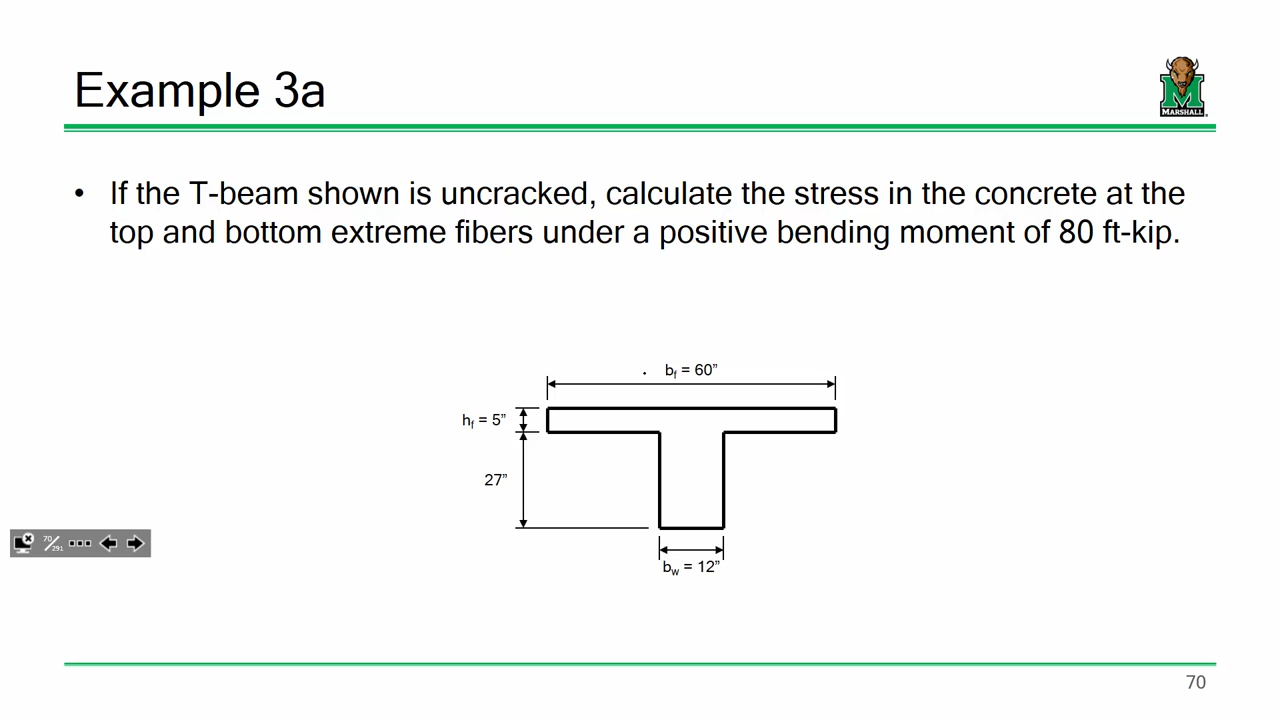 Example 3a
MARSHALL
• If the T-beam shown is uncracked, calculate the stress in the concrete at the
top and bottom extreme fibers under a positive bending moment of 80 ft-kip.
bf = 60”
hf = 5”
27”
bw = 12”
70/291
70